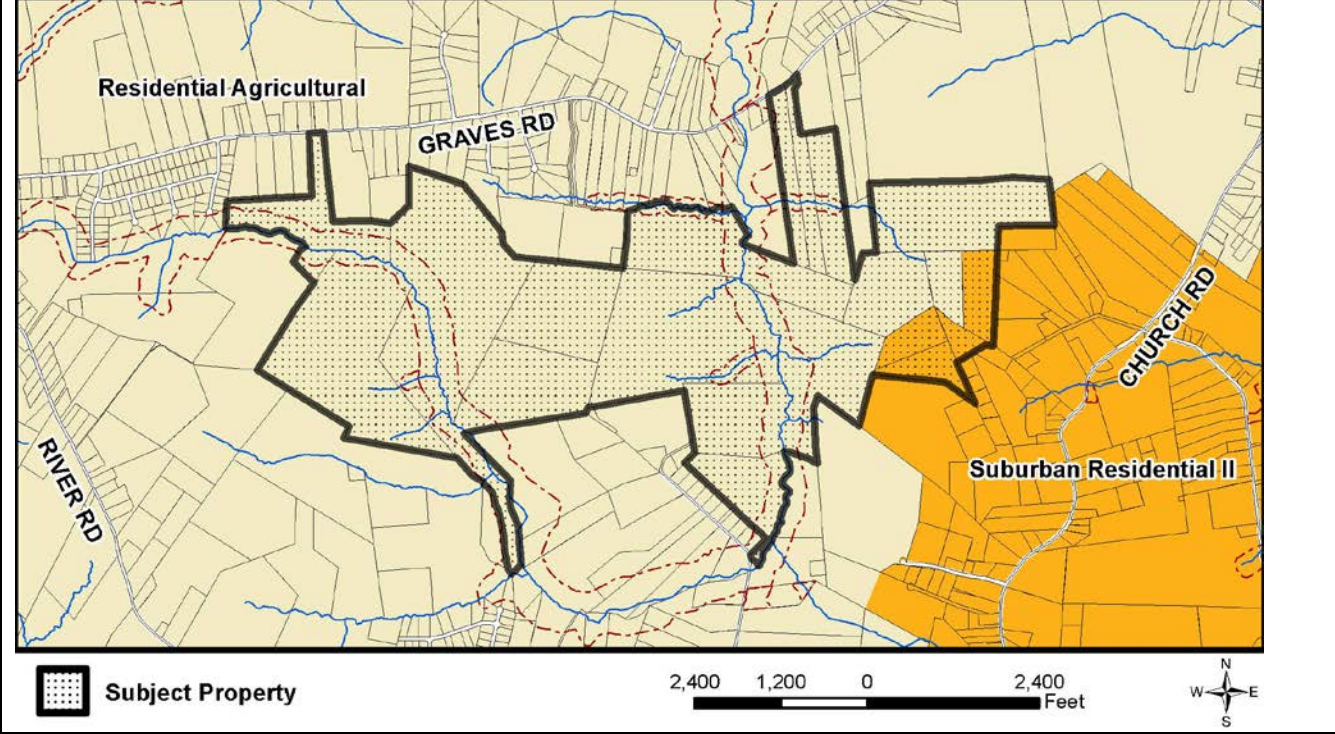 Residential Agricultural
GRAVES RD
CHURCH RD
RIVER RD
Suburban Residential II
Subject Property
2,400 1,200 0 2,400
Feet
N
W E
S